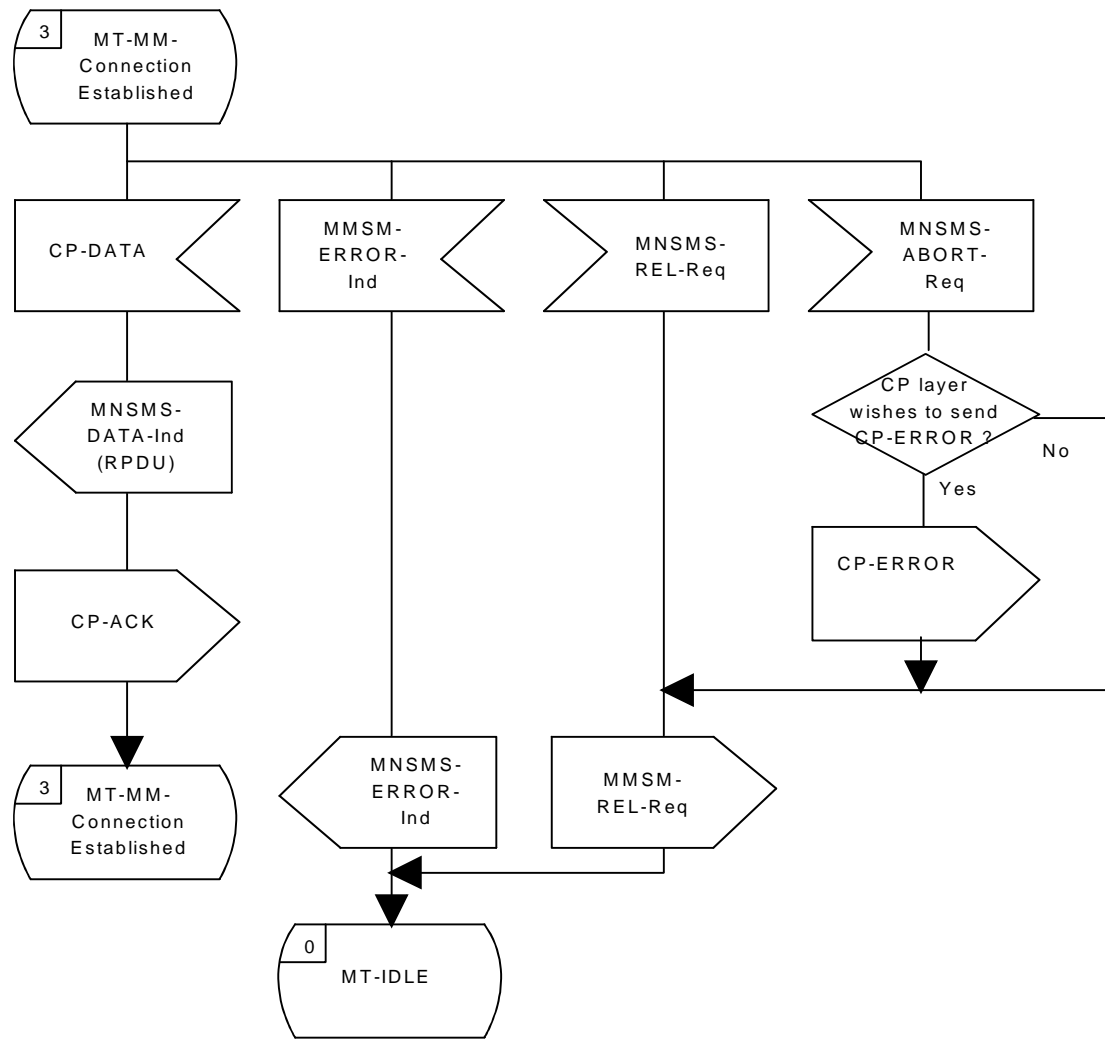 3
MT-MM-
Connection
Established
CP-DATA
MMSM-
ERROR-
Ind
MNSMS-
REL-Req
MNSMS-
ABORT-
Req
MNSMS-
DATA-Ind
(RPDU)
CP layer
wishes to send
CP-ERROR ?
No
Yes
CP-ERROR
CP-ACK
3
MT-MM-
Connection
Established
MNSMS-
ERROR-
Ind
MMSM-
REL-Req
0
MT-IDLE